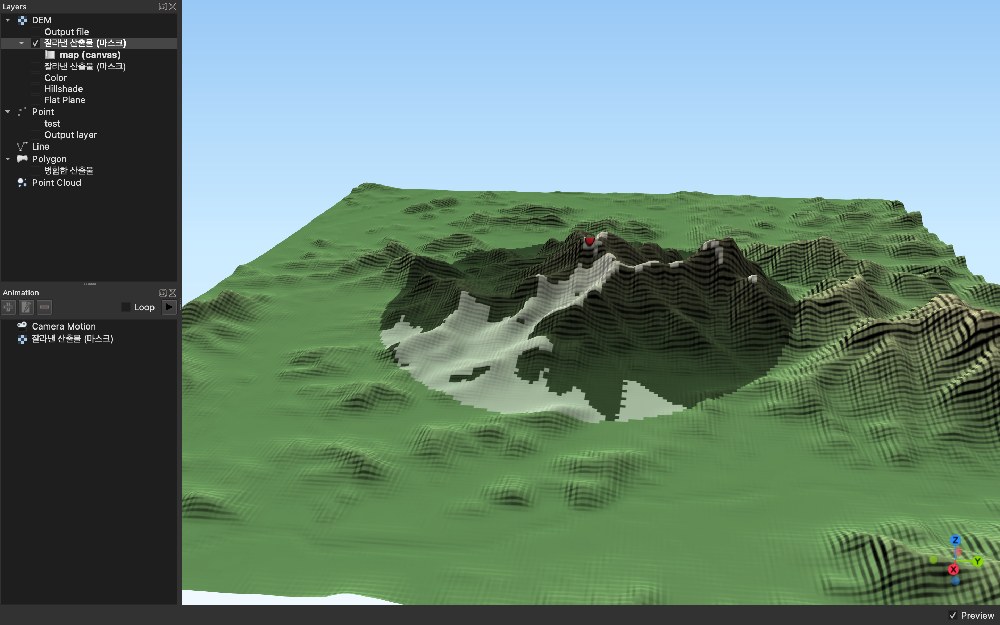 Layers
DEM
Output file
잘라낸 산출물 (마스크)
map (canvas)
잘라낸 산출물 (마스크)
Color
Hillshade
Flat Plane
Point
test
Output layer
Line
Polygon
병합한 산출물
Point Cloud
Animation
Loop
Camera Motion
잘라낸 산출물 (마스크)
Z
Y
X
Preview